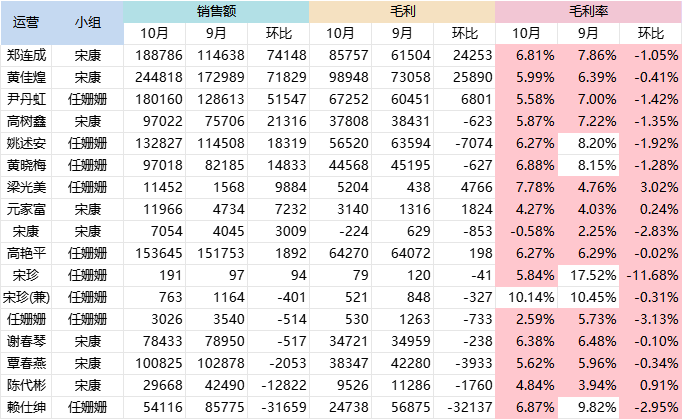 运营 小组 销售额 毛利 毛利率
10月 9月 环比 10月 9月 环比 10月 9月 环比
郑连成 宋康 188786 114638 74148 85757 61504 24253 6.81% 7.86% -1.05%
黄佳煌 宋康 244818 172989 71829 98948 73058 25890 5.99% 6.39% -0.41%
尹丹虹 任姗姗 180160 128613 51547 67252 60451 6801 5.58% 7.00% -1.42%
高树鑫 宋康 97022 75706 21316 37808 38431 -623 5.87% 7.22% -1.35%
姚述安 任姗姗 132827 114508 18319 56520 63594 -7074 6.27% 8.20% -1.92%
黄晓梅 任姗姗 97018 82185 14833 44568 45195 -627 6.88% 8.15% -1.28%
梁光美 任姗姗 11452 1568 9884 5204 438 4766 7.78% 4.76% 3.02%
元家富 宋康 11966 4734 7232 3140 1316 1824 4.27% 4.03% 0.24%
宋康 宋康 7054 4045 3009 -224 629 -853 -0.58% 2.25% -2.83%
高艳平 任姗姗 153645 151753 1892 64270 64072 198 6.27% 6.29% -0.02%
宋珍 任姗姗 191 97 94 79 120 -41 5.84% 17.52% -11.68%
宋珍(兼) 任姗姗 763 1164 -401 521 848 -327 10.14% 10.45% -0.31%
任姗姗 任姗姗 3026 3540 -514 530 1263 -733 2.59% 5.73% -3.13%
谢春琴 宋康 78433 78950 -517 34721 34959 -238 6.38% 6.48% -0.10%
覃春燕 宋康 100825 102878 -2053 38347 42280 -3933 5.62% 5.96% -0.34%
陈代彬 宋康 29668 42490 -12822 9526 11286 -1760 4.84% 3.94% 0.91%
赖仕绅 任姗姗 54116 85775 -31659 24738 56875 -32137 6.87% 9.82% -2.95%